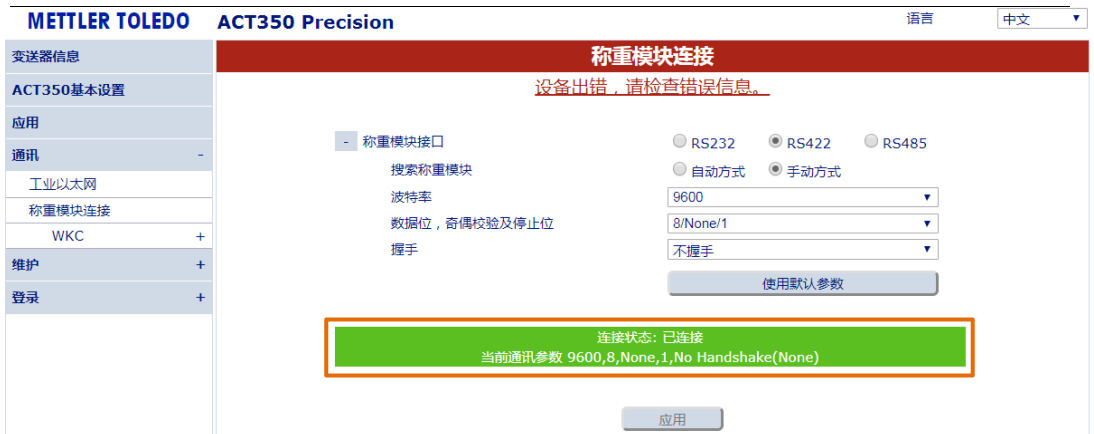 METTLER TOLEDO ACT350 Precision 语言 中文
变送器信息
ACT350基本设置
应用
通讯 -
工业以太网
称重模块连接
WKC +
维护 +
登录 +
称重模块连接
设备出错，请检查错误信息。
- 称重模块接口 RS232 RS422 RS485
搜索称重模块 自动方式 手动方式
波特率 9600
数据位，奇偶校验及停止位 8/None/1
握手 不握手
使用默认参数
连接状态: 已连接
当前通讯参数 9600,8,None,1,No Handshake(None)
应用